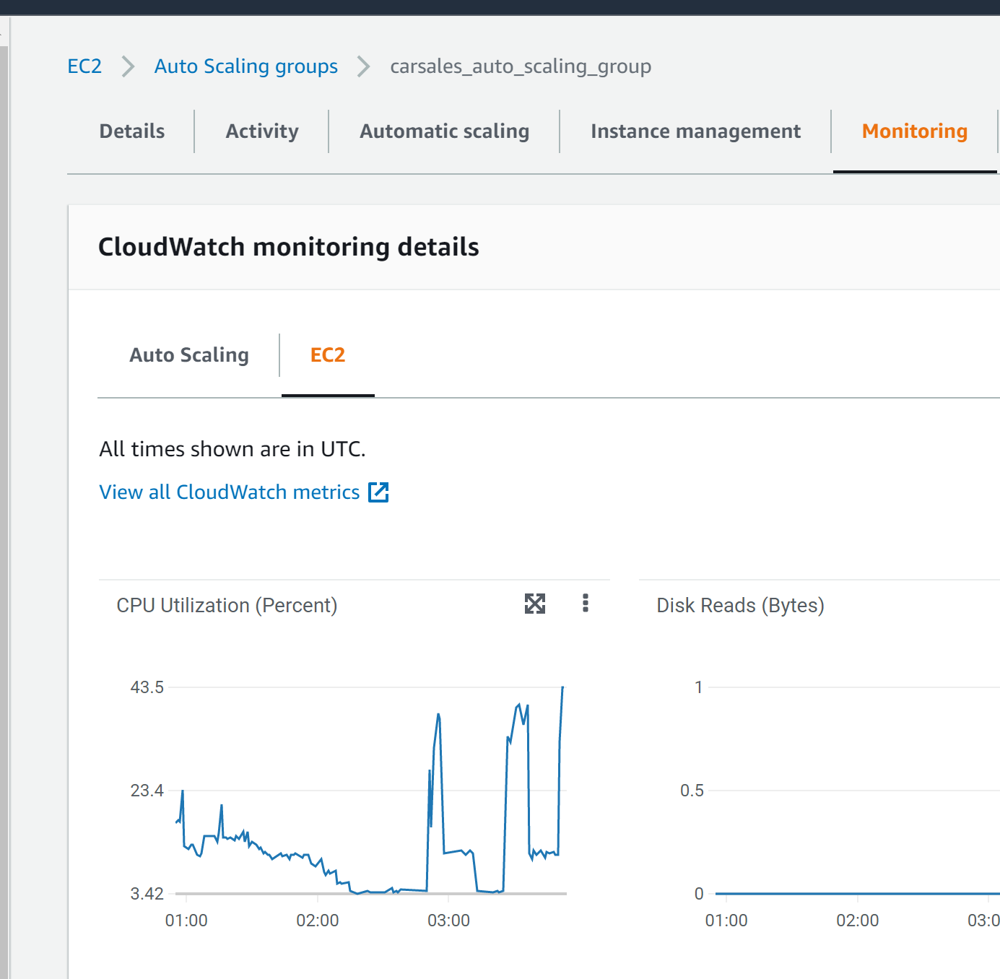 EC2 > Auto Scaling groups > carsales_auto_scaling_group
Details Activity Automatic scaling Instance management Monitoring
CloudWatch monitoring details
Auto Scaling EC2
All times shown are in UTC.
View all CloudWatch metrics
CPU Utilization (Percent)
43.5
23.4
3.42
01:00 02:00 03:00
Disk Reads (Bytes)
1
0.5
0
01:00 02:00 03:0